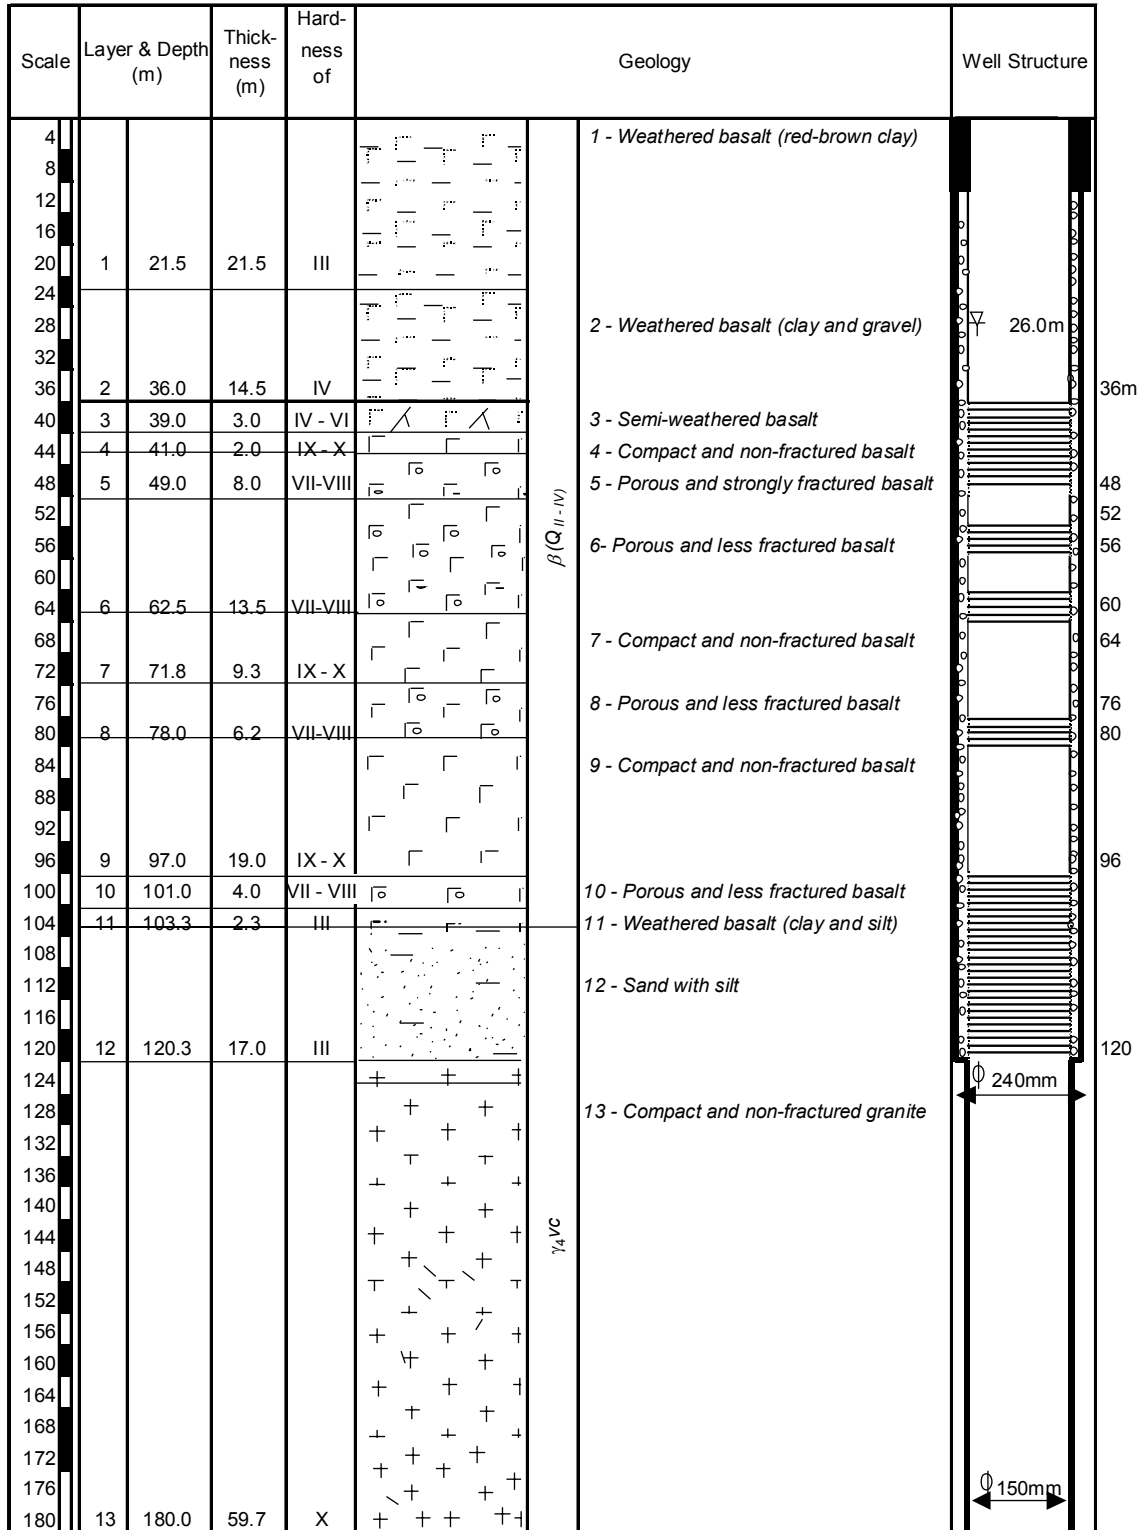 Scale
Layer & Depth
(m)
Thick-
ness
(m)
Hard-
ness
of
Geology
Well Structure
4
1 - Weathered basalt (red-brown clay)
8
12
16
20 1 21.5 21.5 III
24
28
2 - Weathered basalt (clay and gravel)
26.0m
32
36 2 36.0 14.5 IV
36m
40 3 39.0 3.0 IV - VI
3 - Semi-weathered basalt
44 4 41.0 2.0 IX - X
4 - Compact and non-fractured basalt
48 5 49.0 8.0 VII-VIII
5 - Porous and strongly fractured basalt
48
52
52
56
6- Porous and less fractured basalt
56
β (Q II - IV)
60
60
64 6 62.5 13.5 VII-VIII
68
7 - Compact and non-fractured basalt
64
72 7 71.8 9.3 IX - X
76
8 - Porous and less fractured basalt
76
80 8 78.0 6.2 VII-VIII
80
84
9 - Compact and non-fractured basalt
88
92
96 9 97.0 19.0 IX - X
96
100 10 101.0 4.0 VII - VIII
10 - Porous and less fractured basalt
104 11 103.3 2.3 III
11 - Weathered basalt (clay and silt)
108
112
12 - Sand with silt
116
120 12 120.3 17.0 III
120
124
ϕ 240mm
128
13 - Compact and non-fractured granite
132
136
140
144
γ₄vc
148
152
156
160
164
168
172
176
ϕ 150mm
180 13 180.0 59.7 X